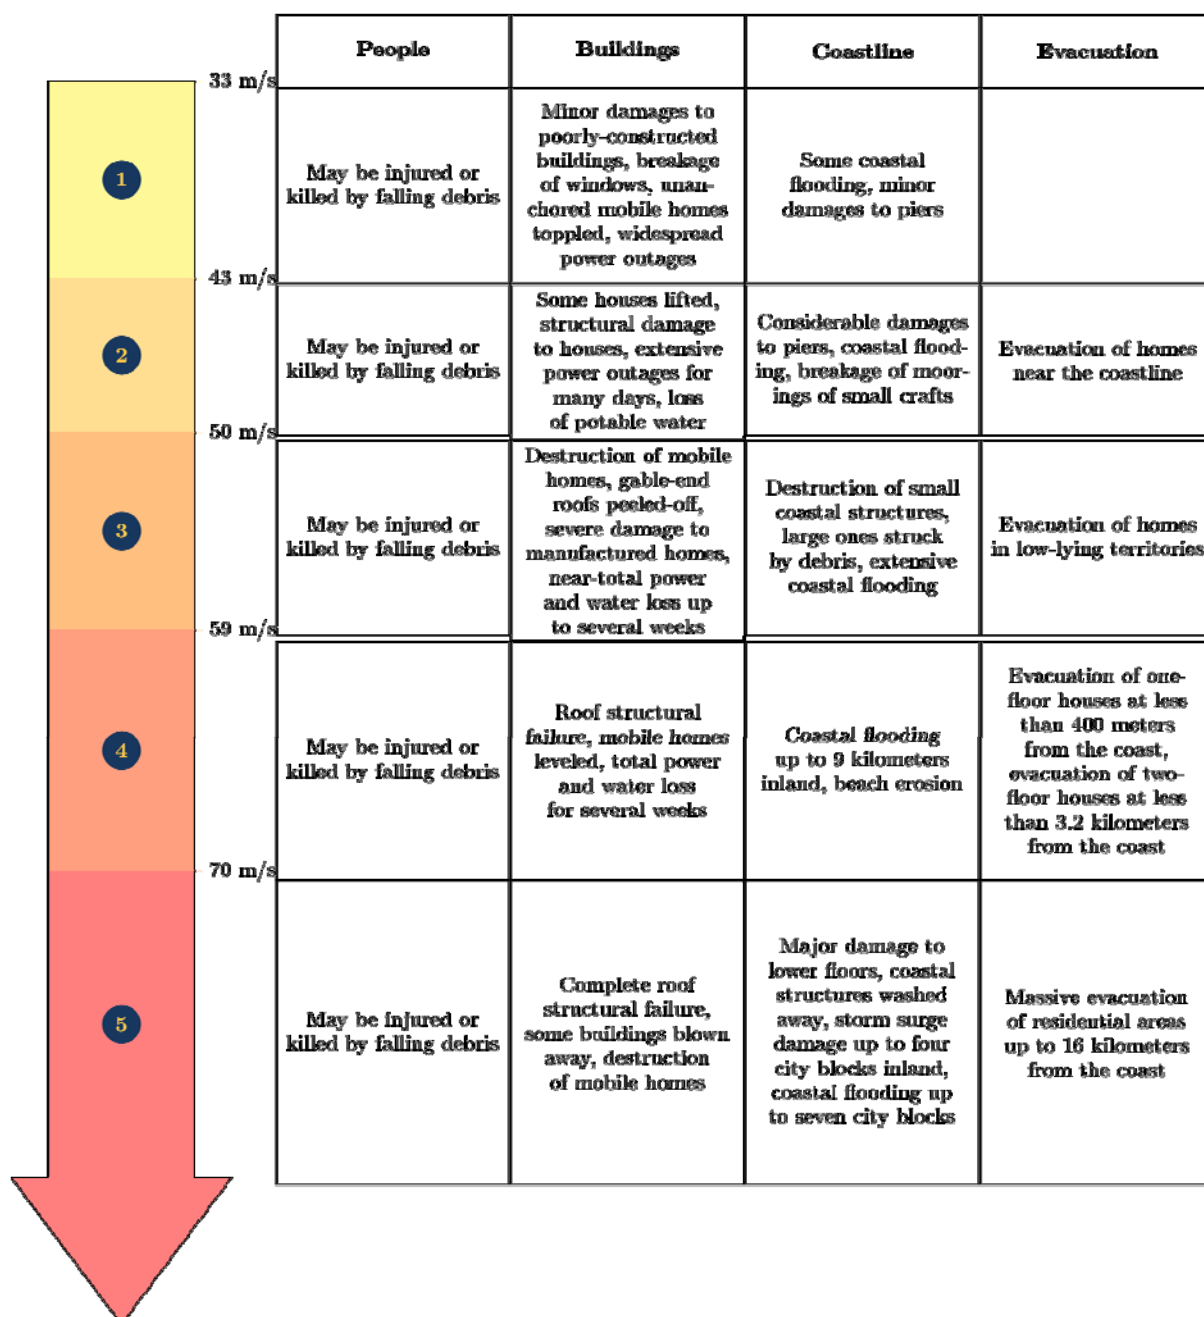 People
Buildings
Coastline
Evacuation
33 m/s
1
May be injured or
killed by falling debris
Minor damages to
poorly-constructed
buildings, breakage
of windows, unan-
chored mobile homes
toppled, widespread
power outages
Some coastal
flooding, minor
damages to piers
43 m/s
2
May be injured or
killed by falling debris
Some houses lifted,
structural damage
to houses, extensive
power outages for
many days, loss
of potable water
Considerable damages
to piers, coastal flood-
ing, breakage of moor-
ings of small crafts
Evacuation of homes
near the coastline
50 m/s
3
May be injured or
killed by falling debris
Destruction of mobile
homes, gable-end
roofs peeled-off,
severe damage to
manufactured homes,
near-total power
and water loss up
to several weeks
Destruction of small
coastal structures,
large ones struck
by debris, extensive
coastal flooding
Evacuation of homes
in low-lying territories
59 m/s
4
May be injured or
killed by falling debris
Roof structural
failure, mobile homes
leveled, total power
and water loss
for several weeks
Coastal flooding
up to 9 kilometers
inland, beach erosion
Evacuation of one-
floor houses at less
than 400 meters
from the coast,
evacuation of two-
floor houses at less
than 3.2 kilometers
from the coast
70 m/s
5
May be injured or
killed by falling debris
Complete roof
structural failure,
some buildings blown
away, destruction
of mobile homes
Major damage to
lower floors, coastal
structures washed
away, storm surge
damage up to four
city blocks inland,
coastal flooding up
to seven city blocks
Massive evacuation
of residential areas
up to 16 kilometers
from the coast